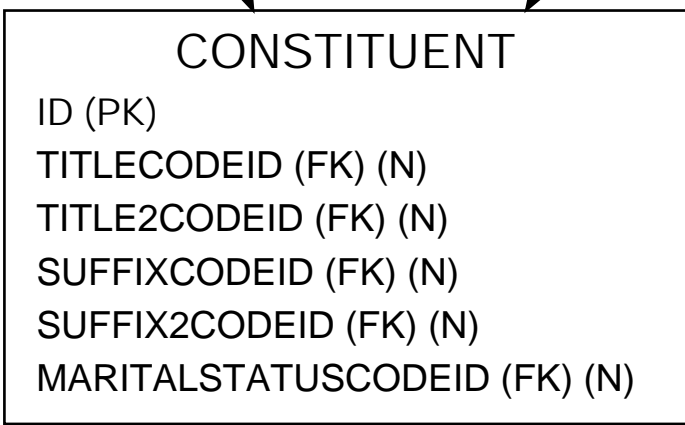 CONSTITUENT
ID (PK)
TITLECODEID (FK) (N)
TITLE2CODEID (FK) (N)
SUFFIXCODEID (FK) (N)
SUFFIX2CODEID (FK) (N)
MARITALSTATUSCODEID (FK) (N)